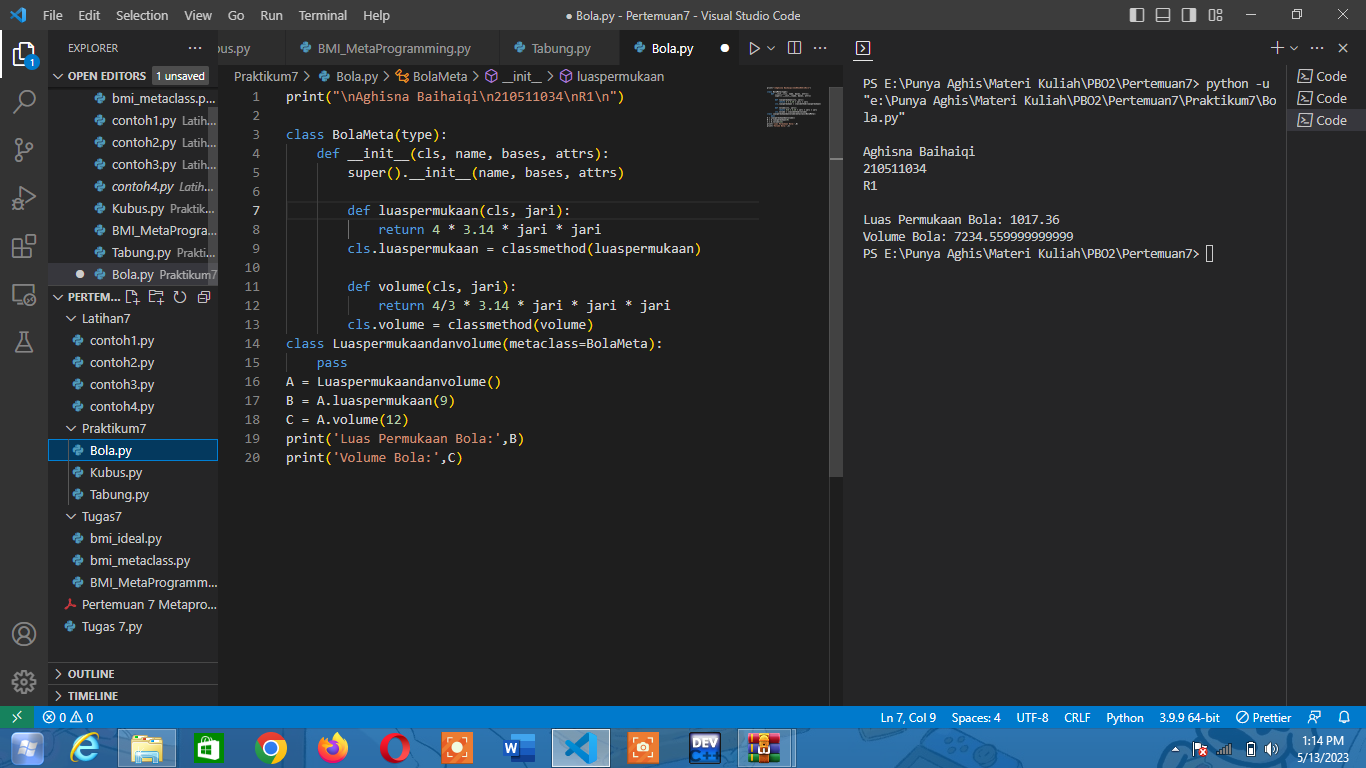 File Edit Selection View Go Run Terminal Help
● Bola.py - Pertemuan7 - Visual Studio Code
EXPLORER
OPEN EDITORS 1 unsaved
bmi_metaclass.p...
contoh1.py Latih...
contoh2.py Latih...
contoh3.py Latih...
contoh4.py Latih...
Kubus.py Praktik...
BMI_MetaProgra...
Tabung.py Prakti...
Bola.py Praktikum7
PERTEM...
Latihan7
contoh1.py
contoh2.py
contoh3.py
contoh4.py
Praktikum7
Bola.py
Kubus.py
Tabung.py
Tugas7
bmi_ideal.py
bmi_metaclass.py
BMI_MetaProgramm...
Pertemuan 7 Metapro...
Tugas 7.py
OUTLINE
TIMELINE
bus.py BMI_MetaProgramming.py Tabung.py Bola.py
Praktikum7 > Bola.py > BolaMeta > __init__ > luaspermukaan
1 print("\nAghisna Baihaiqi\n210511034\nR1\n")
2
3 class BolaMeta(type):
4 def __init__(cls, name, bases, attrs):
5 super().__init__(name, bases, attrs)
6
7 def luaspermukaan(cls, jari):
8 return 4 * 3.14 * jari * jari
9 cls.luaspermukaan = classmethod(luaspermukaan)
10
11 def volume(cls, jari):
12 return 4/3 * 3.14 * jari * jari * jari
13 cls.volume = classmethod(volume)
14 class Luaspermukaandanvolume(metaclass=BolaMeta):
15 pass
16 A = Luaspermukaandanvolume()
17 B = A.luaspermukaan(9)
18 C = A.volume(12)
19 print('Luas Permukaan Bola:',B)
20 print('Volume Bola:',C)
PS E:\Punya Aghis\Materi Kuliah\PBO2\Pertemuan7> python -u
"e:\Punya Aghis\Materi Kuliah\PBO2\Pertemuan7\Praktikum7\Bo
la.py"
Aghisna Baihaiqi
210511034
R1
Luas Permukaan Bola: 1017.36
Volume Bola: 7234.559999999999
PS E:\Punya Aghis\Materi Kuliah\PBO2\Pertemuan7>
Code
Code
Code
1
0 0
Ln 7, Col 9 Spaces: 4 UTF-8 CRLF Python 3.9.9 64-bit Prettier
DEV C++
1:14 PM
5/13/2023